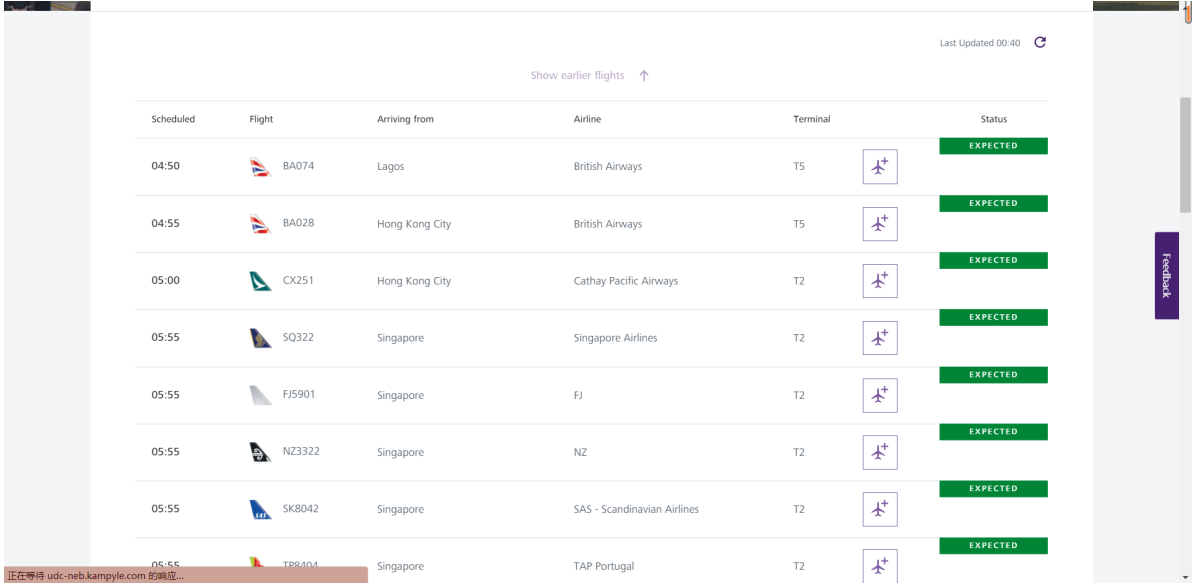 Last Updated 00:40
Show earlier flights
Scheduled Flight Arriving from Airline Terminal Status
EXPECTED
04:50 BA074 Lagos British Airways T5
EXPECTED
04:55 BA028 Hong Kong City British Airways T5
EXPECTED
05:00 CX251 Hong Kong City Cathay Pacific Airways T2
Feedback
EXPECTED
05:55 SQ322 Singapore Singapore Airlines T2
EXPECTED
05:55 FJ5901 Singapore FJ T2
EXPECTED
05:55 NZ3322 Singapore NZ T2
EXPECTED
05:55 SK8042 Singapore SAS - Scandinavian Airlines T2
EXPECTED
05:55 TP8404 Singapore TAP Portugal T2
正在等待 udc-neb.kampyle.com 的响应...